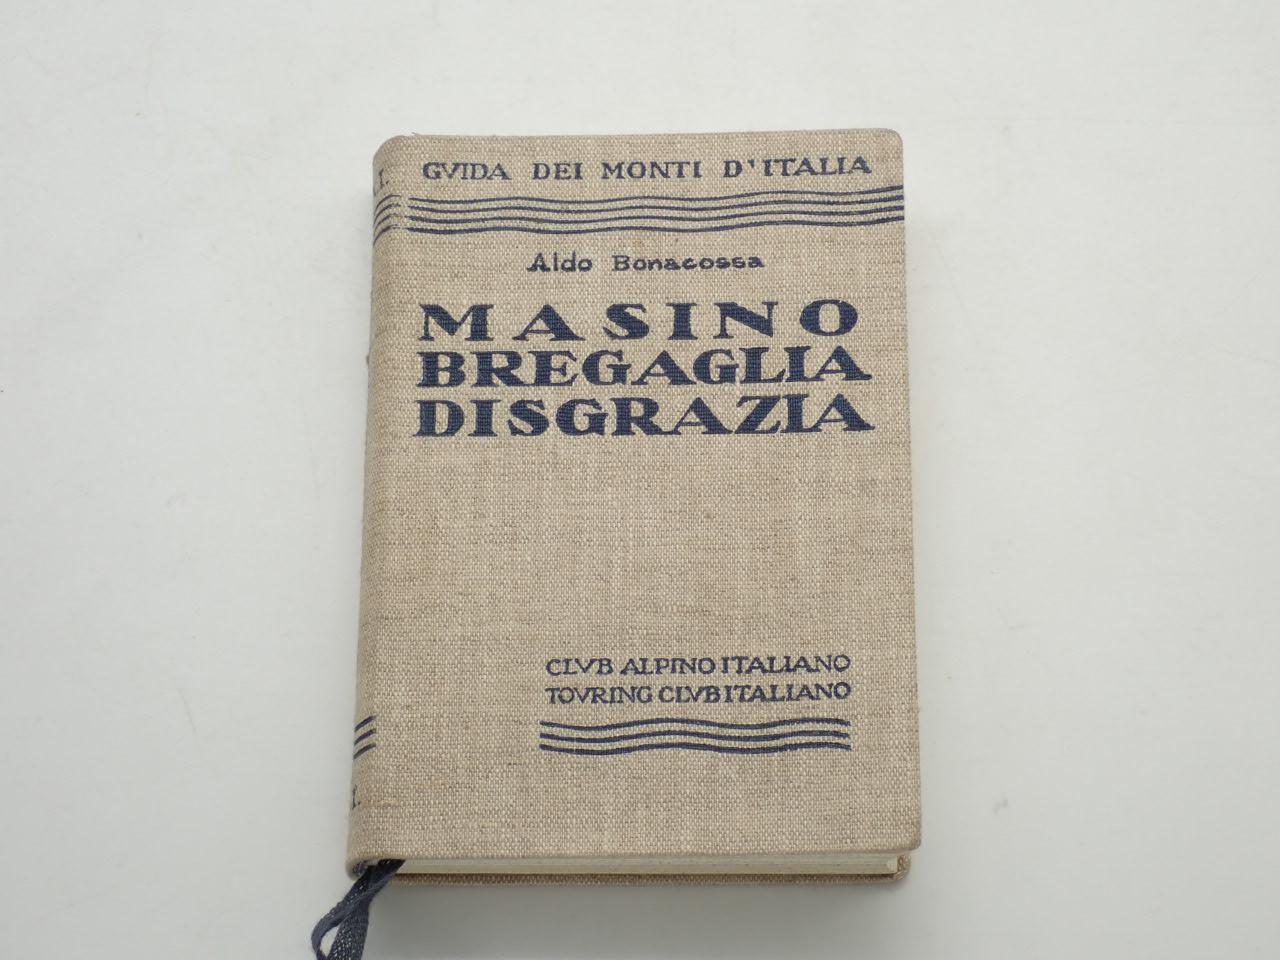 GVIDA DEI MONTI D'ITALIA
Aldo Bonacossa
MASINO
BREGAGLIA
DISGRAZIA
CLVB ALPINO ITALIANO
TOVRING CLVB ITALIANO